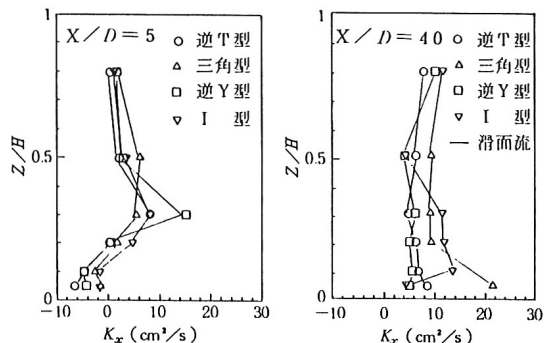 X/D=5
○ 逆T型
△ 三角型
□ 逆Y型
▽ I 型
Z/H
1
0.5
0
-10 0 10 20 30
Kx (cm²/s)
X/D=40
○ 逆T型
△ 三角型
□ 逆Y型
▽ I 型
— 滑面流
Z/H
1
0.5
0
-10 0 10 20 30
Kx (cm²/s)